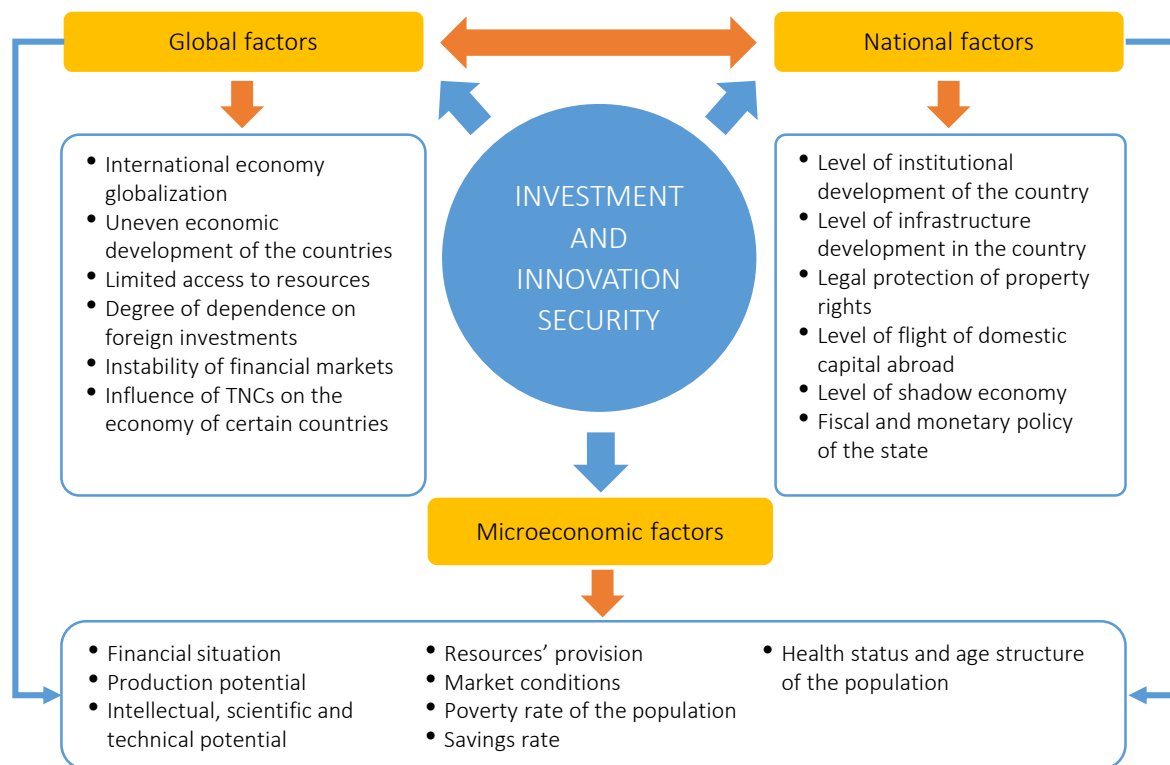 Global factors
National factors
• International economy
globalization
• Uneven economic
development of the countries
• Limited access to resources
• Degree of dependence on
foreign investments
• Instability of financial markets
• Influence of TNCs on the
economy of certain countries
INVESTMENT
AND
INNOVATION
SECURITY
• Level of institutional
development of the country
• Level of infrastructure
development in the country
• Legal protection of property
rights
• Level of flight of domestic
capital abroad
• Level of shadow economy
• Fiscal and monetary policy
of the state
Microeconomic factors
• Financial situation
• Production potential
• Intellectual, scientific and
technical potential
• Resources’ provision
• Market conditions
• Poverty rate of the population
• Savings rate
• Health status and age structure
of the population